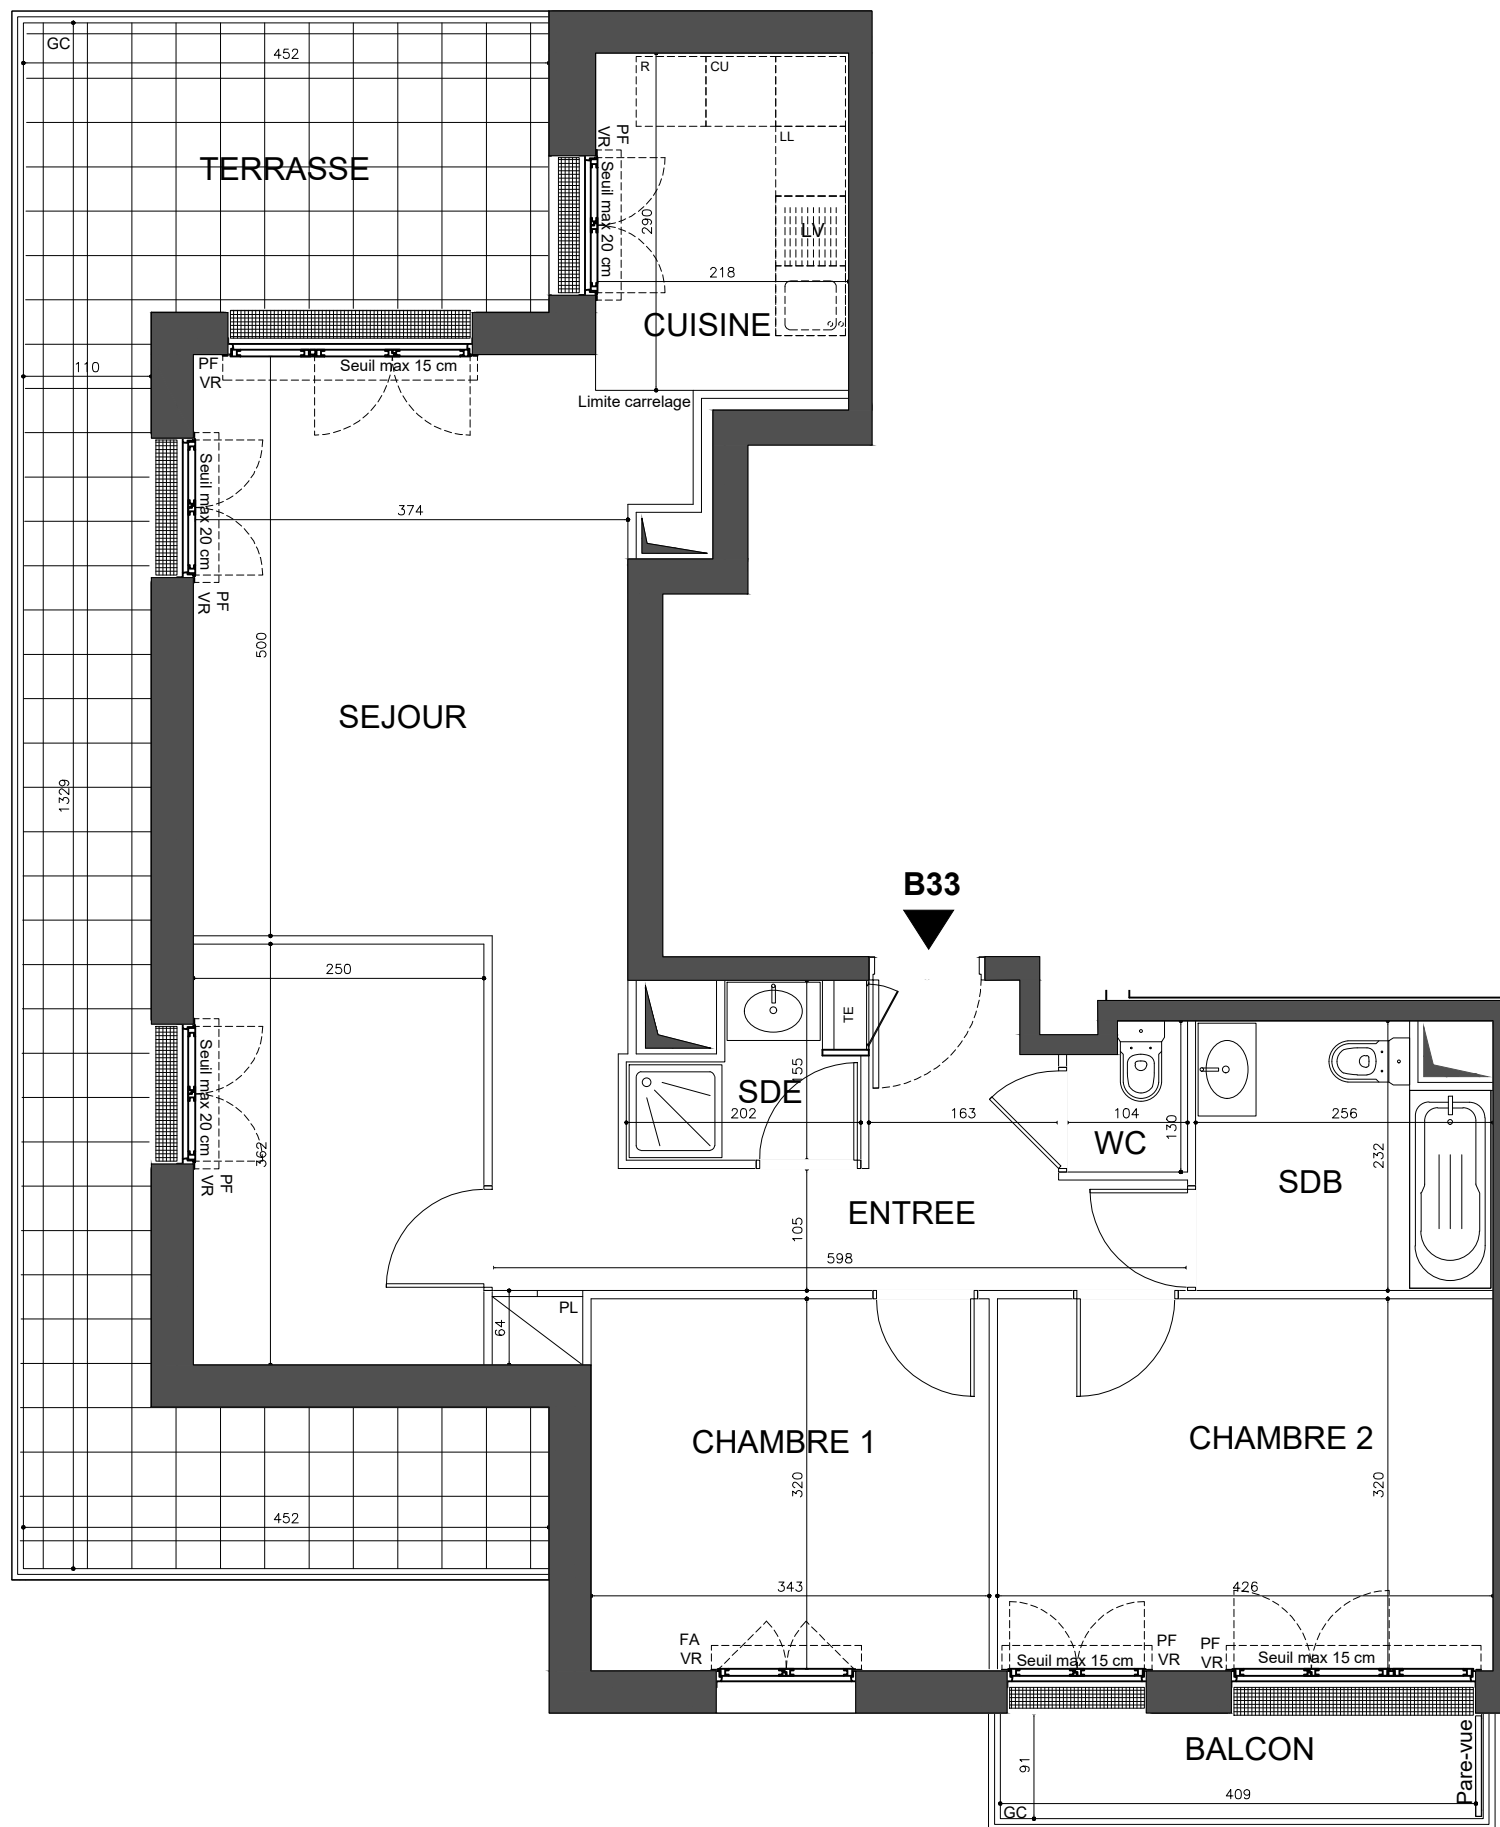 GC
452
R
CU
TERRASSE
PF
VR
Seuil max 20 cm
LL
290
LV
218
CUISINE
110
PF
VR
Seuil max 15 cm
Limite carrelage
Seuil max 20 cm
PF
VR
374
500
SEJOUR
1329
B33
250
TE
Seuil max 20 cm
PF
VR
362
SDE
155
202
163
104
WC
130
256
232
SDB
ENTREE
105
598
PL
64
CHAMBRE 1
CHAMBRE 2
320
320
452
343
426
FA
VR
PF
VR
Seuil max 15 cm
PF
VR
Seuil max 15 cm
BALCON
Pare-vue
91
409
GC